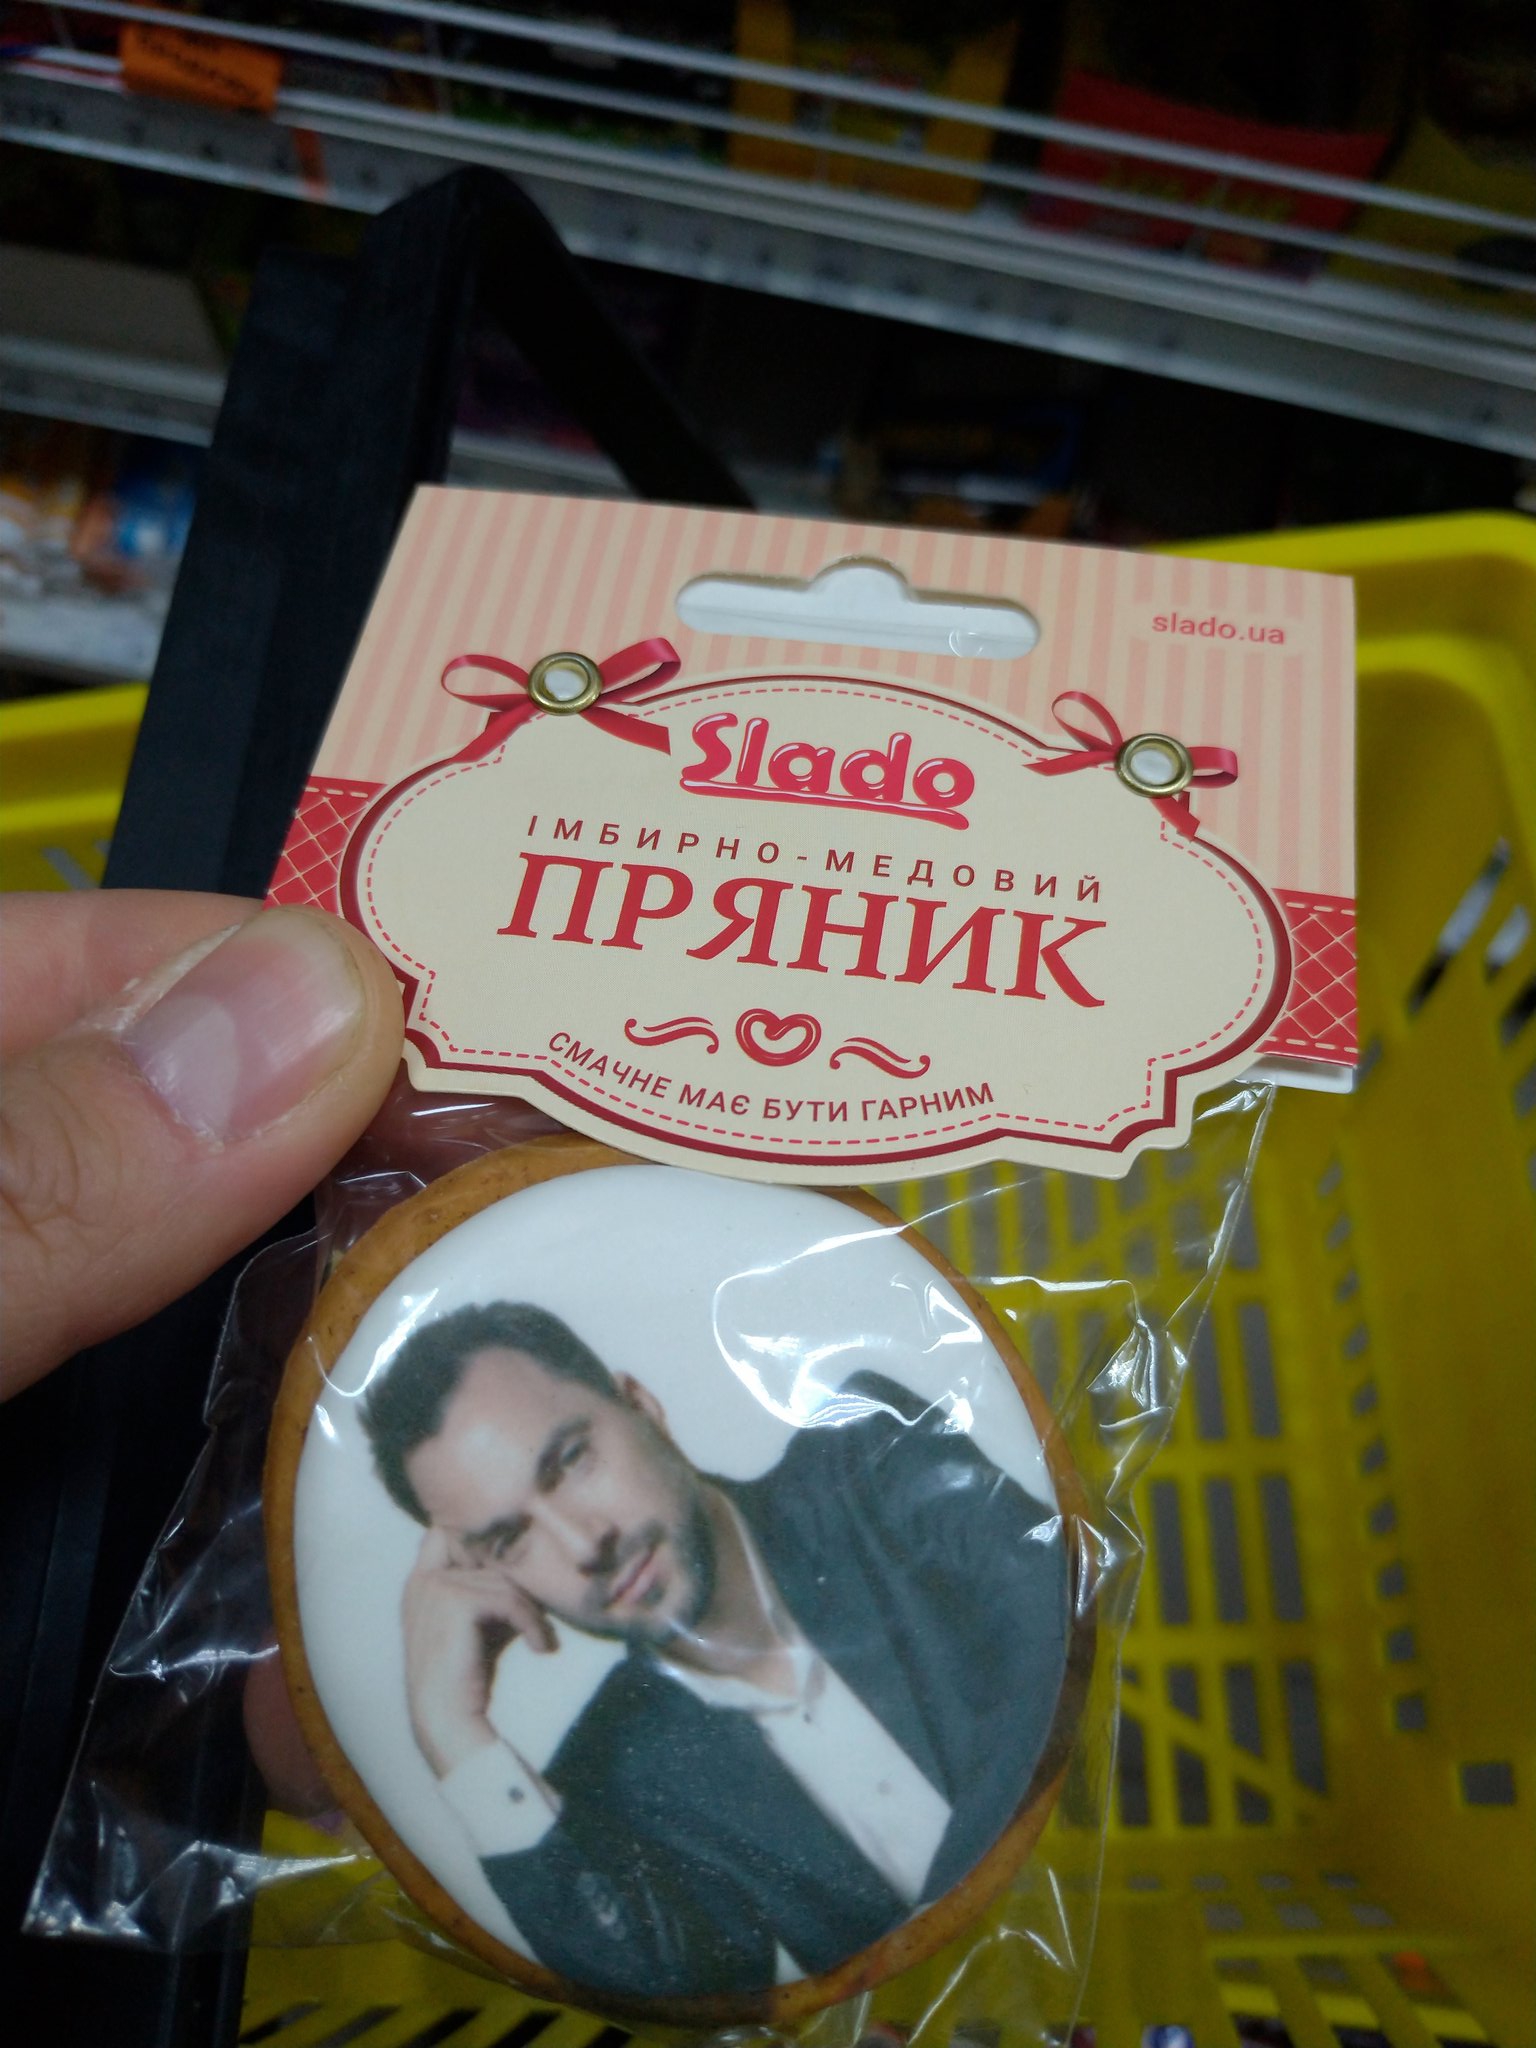 slado.ua
Slado
ІМБИРНО-МЕДОВИЙ
ПРЯНИК
СМАЧНЕ МАЄ БУТИ ГАРНИМ